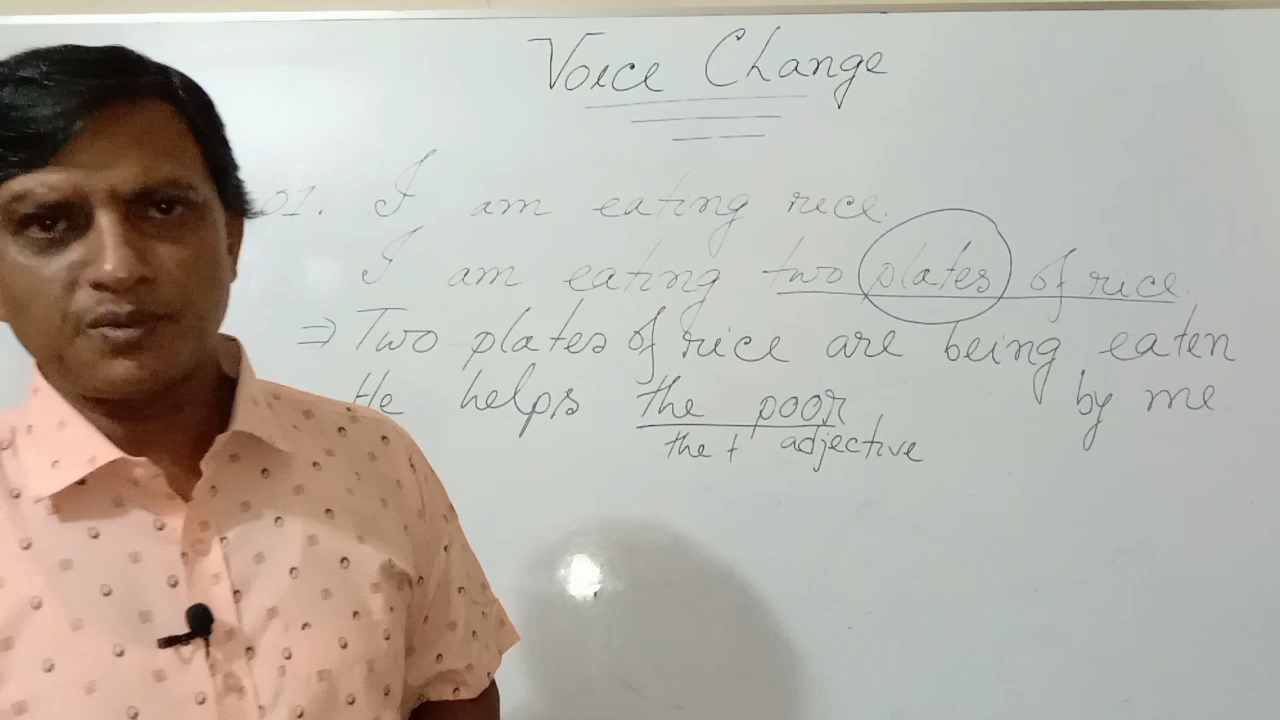 Voice Change
01. I am eating rice.
I am eating two plates of rice.
⇒ Two plates of rice are being eaten
He helps the poor by me
the + adjective